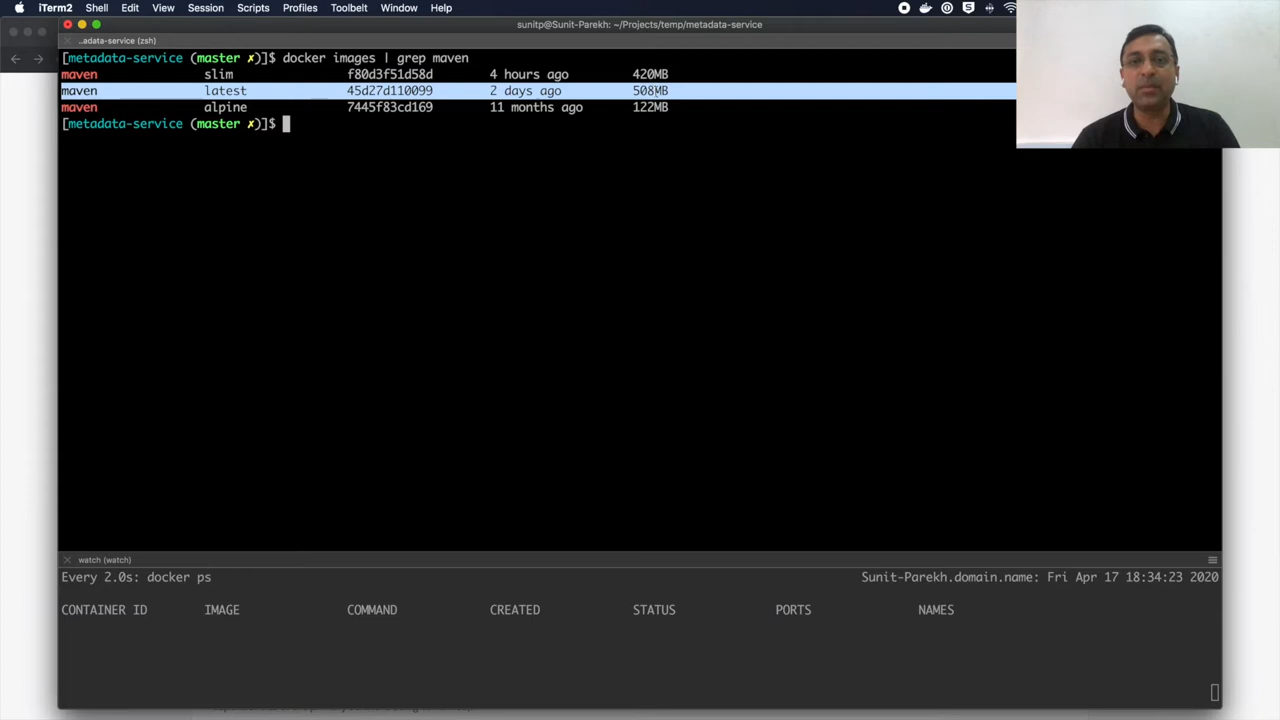 iTerm2 Shell Edit View Session Scripts Profiles Toolbelt Window Help
sunitp@Sunit-Parekh: ~/Projects/temp/metadata-service
..adata-service (zsh)
[metadata-service (master ✗)]$ docker images | grep maven
maven slim f80d3f51d58d 4 hours ago 420MB
maven latest 45d27d110099 2 days ago 508MB
maven alpine 7445f83cd169 11 months ago 122MB
[metadata-service (master ✗)]$
watch (watch)
Every 2.0s: docker ps Sunit-Parekh.domain.name: Fri Apr 17 18:34:23 2020
CONTAINER ID IMAGE COMMAND CREATED STATUS PORTS NAMES